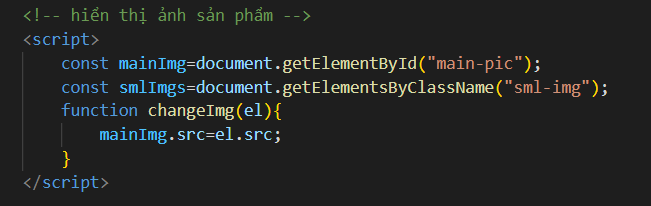 <!-- hiển thị ảnh sản phẩm -->
<script>
    const mainImg=document.getElementById("main-pic");
    const smlImgs=document.getElementsByClassName("sml-img");
    function changeImg(el){
        mainImg.src=el.src;
    }
</script>